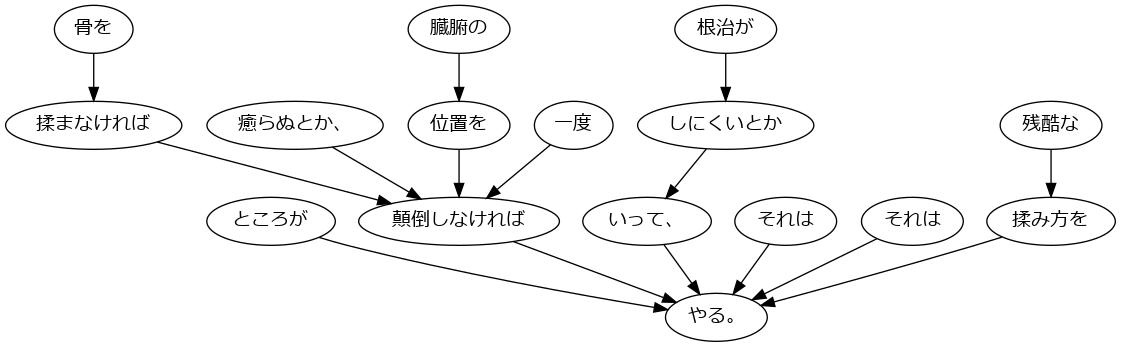 骨を
臓腑の
根治が
揉まなければ
癒らぬとか、
位置を
一度
しにくいとか
残酷な
ところが
顛倒しなければ
いって、
それは
それは
揉み方を
やる。